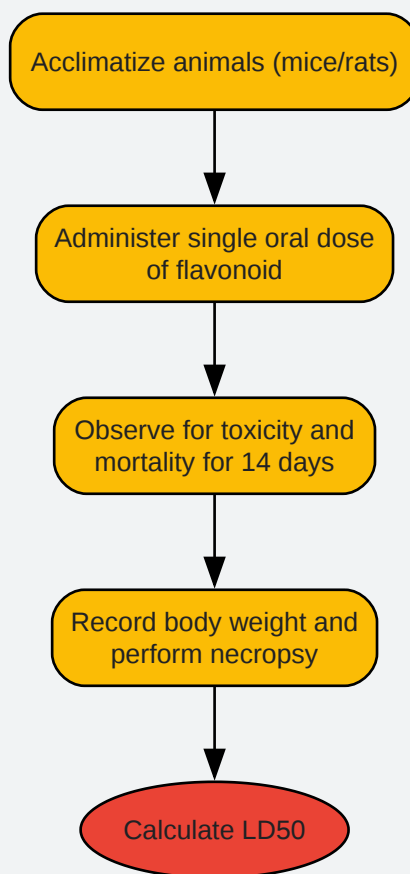 Acclimatize animals (mice/rats)
Administer single oral dose
of flavonoid
Observe for toxicity and
mortality for 14 days
Record body weight and
perform necropsy
Calculate LD50